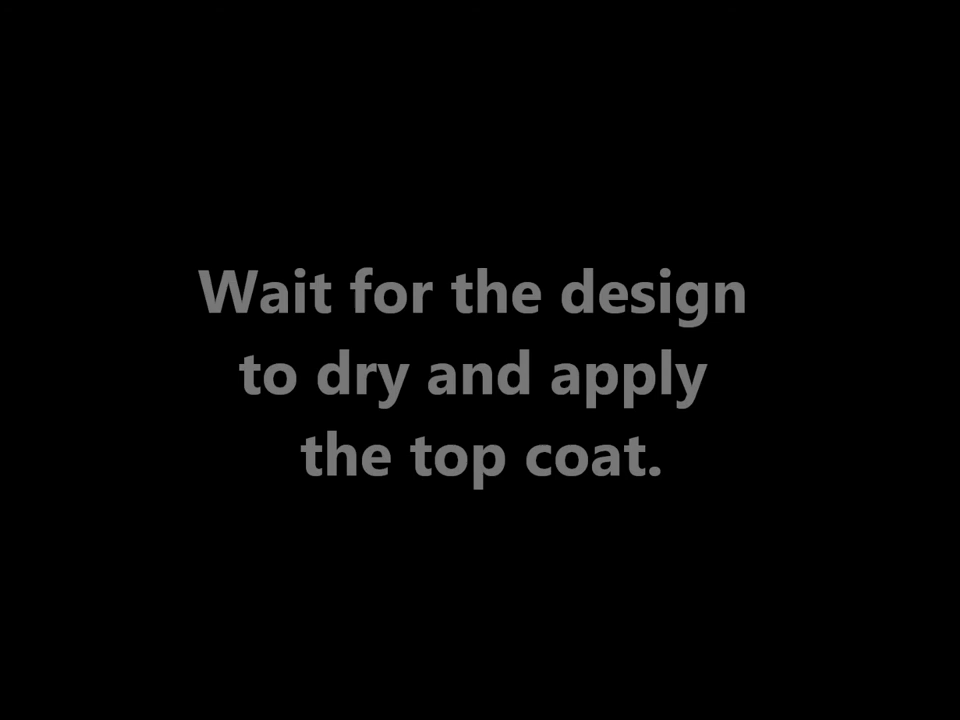 Wait for the design
to dry and apply
the top coat.